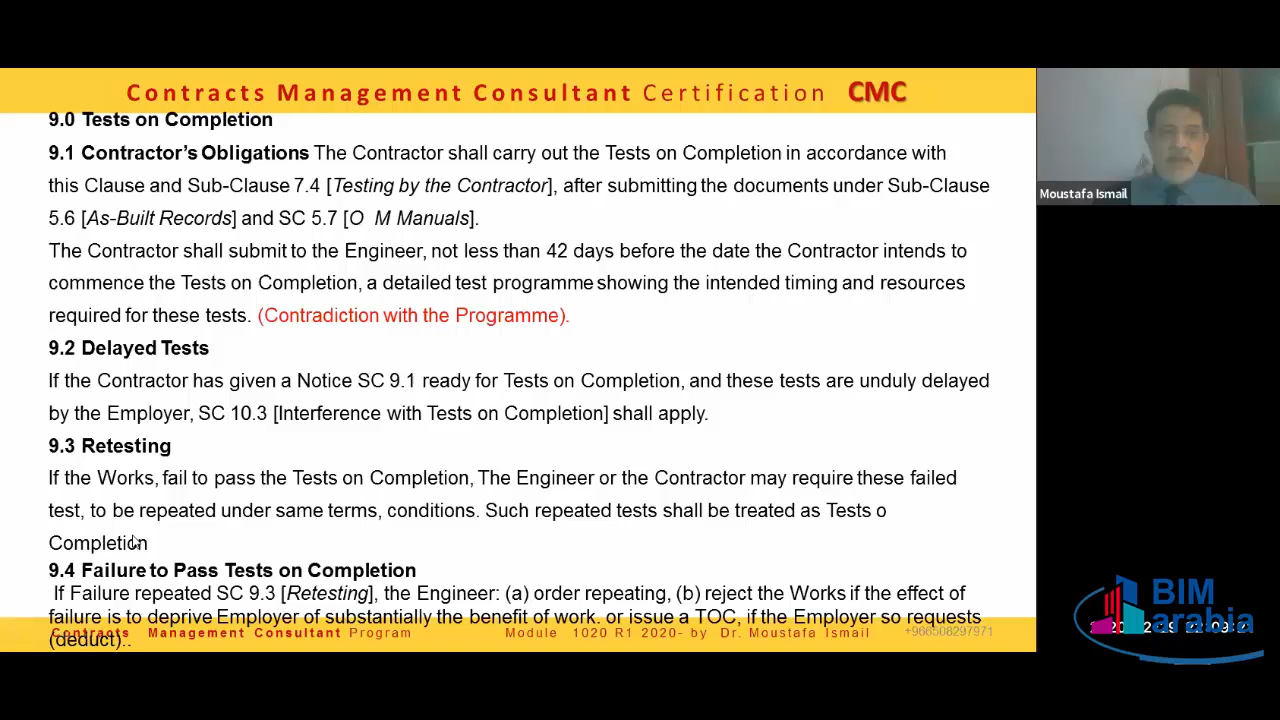 Contracts Management Consultant Certification CMC
9.0 Tests on Completion
9.1 Contractor's Obligations The Contractor shall carry out the Tests on Completion in accordance with
this Clause and Sub-Clause 7.4 [Testing by the Contractor], after submitting the documents under Sub-Clause
5.6 [As-Built Records] and SC 5.7 [O M Manuals].
The Contractor shall submit to the Engineer, not less than 42 days before the date the Contractor intends to
commence the Tests on Completion, a detailed test programme showing the intended timing and resources
required for these tests. (Contradiction with the Programme).
9.2 Delayed Tests
If the Contractor has given a Notice SC 9.1 ready for Tests on Completion, and these tests are unduly delayed
by the Employer, SC 10.3 [Interference with Tests on Completion] shall apply.
9.3 Retesting
If the Works, fail to pass the Tests on Completion, The Engineer or the Contractor may require these failed
test, to be repeated under same terms, conditions. Such repeated tests shall be treated as Tests o
Completion
9.4 Failure to Pass Tests on Completion
If Failure repeated SC 9.3 [Retesting], the Engineer: (a) order repeating, (b) reject the Works if the effect of
failure is to deprive Employer of substantially the benefit of work. or issue a TOC, if the Employer so requests
(deduct)..
Contracts Management Consultant Program Module 1020 R1 2020- by Dr. Moustafa Ismail +966508297971
Moustafa Ismail
BIM
arabia